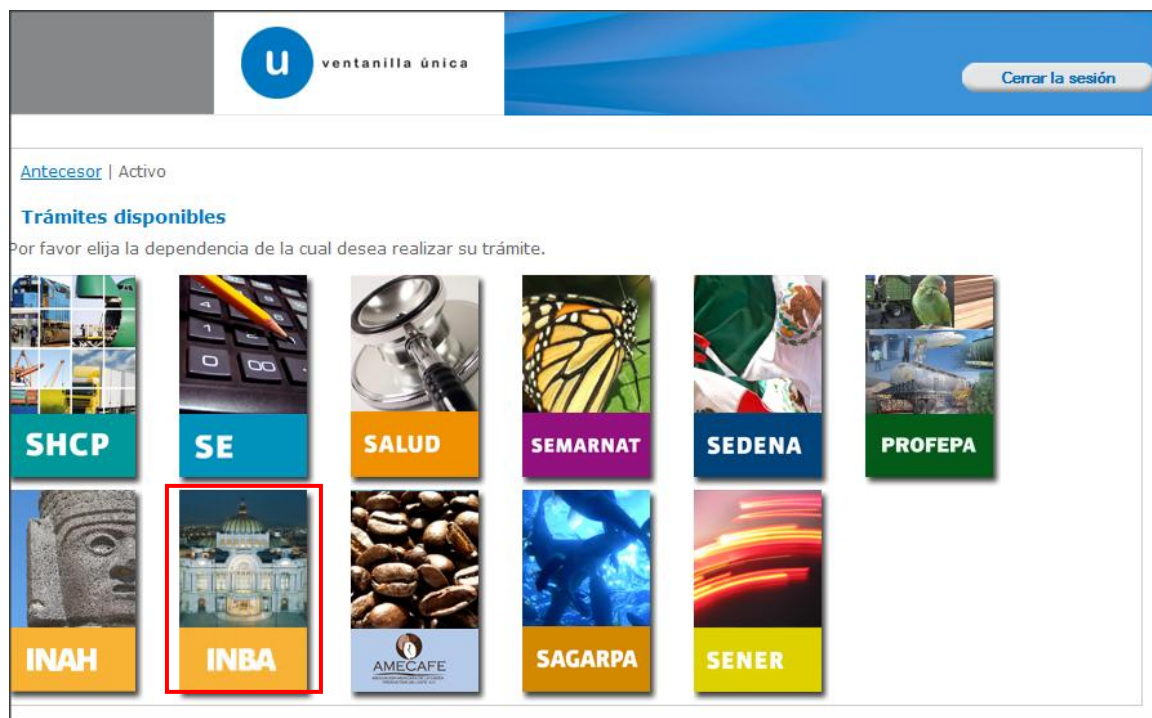 u ventanilla única
Cerrar la sesión
Antecesor | Activo
Trámites disponibles
Por favor elija la dependencia de la cual desea realizar su trámite.
SHCP SE SALUD SEMARNAT SEDENA PROFEPA
INAH INBA AMECAFE SAGARPA SENER